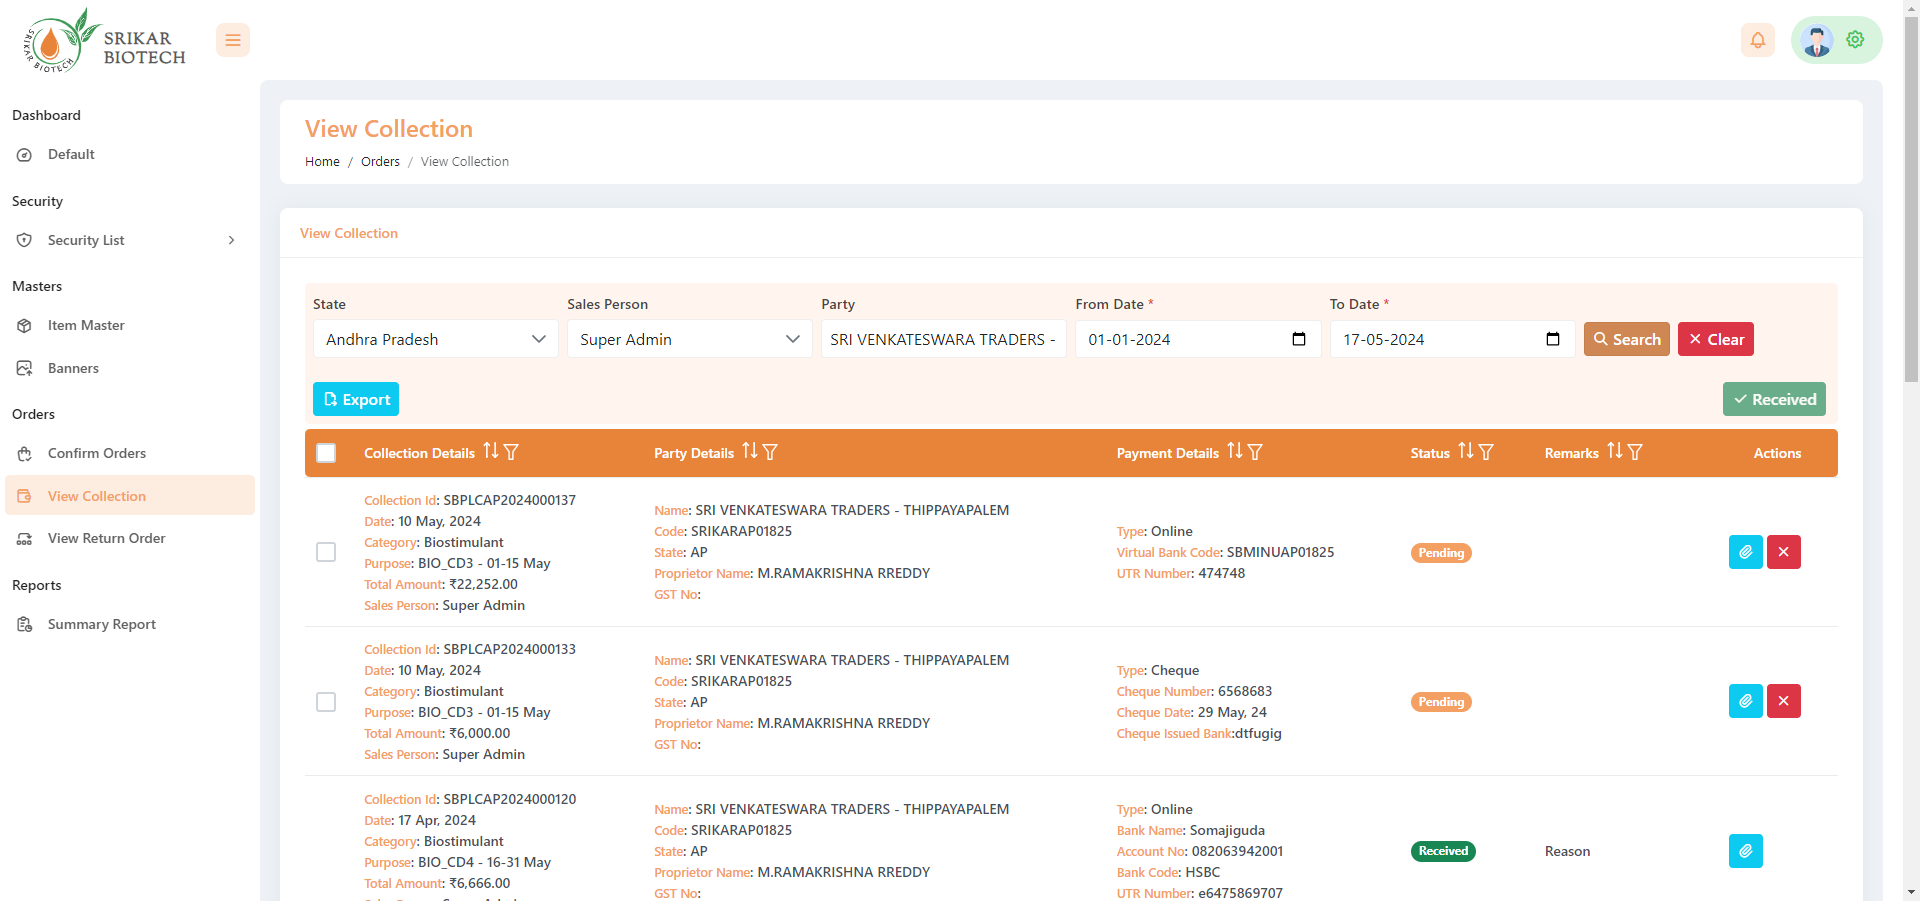 SRIKAR
BIOTECH
SRIKAR BIOTECH
Dashboard
Default
Security
Security List
Masters
Item Master
Banners
Orders
Confirm Orders
View Collection
View Return Order
Reports
Summary Report
View Collection
Home / Orders / View Collection
View Collection
State
Sales Person
Party
From Date *
To Date *
Andhra Pradesh
Super Admin
SRI VENKATESWARA TRADERS -
01-01-2024
17-05-2024
Search
Clear
Export
Received
Collection Details
Party Details
Payment Details
Status
Remarks
Actions
Collection Id: SBPLCAP2024000137
Date: 10 May, 2024
Category: Biostimulant
Purpose: BIO_CD3 - 01-15 May
Total Amount: ₹22,252.00
Sales Person: Super Admin
Name: SRI VENKATESWARA TRADERS - THIPPAYAPALEM
Code: SRIKARAP01825
State: AP
Proprietor Name: M.RAMAKRISHNA RREDDY
GST No:
Type: Online
Virtual Bank Code: SBMINUAP01825
UTR Number: 474748
Pending
Collection Id: SBPLCAP2024000133
Date: 10 May, 2024
Category: Biostimulant
Purpose: BIO_CD3 - 01-15 May
Total Amount: ₹6,000.00
Sales Person: Super Admin
Name: SRI VENKATESWARA TRADERS - THIPPAYAPALEM
Code: SRIKARAP01825
State: AP
Proprietor Name: M.RAMAKRISHNA RREDDY
GST No:
Type: Cheque
Cheque Number: 6568683
Cheque Date: 29 May, 24
Cheque Issued Bank:dtfugig
Pending
Collection Id: SBPLCAP2024000120
Date: 17 Apr, 2024
Category: Biostimulant
Purpose: BIO_CD4 - 16-31 May
Total Amount: ₹6,666.00
Name: SRI VENKATESWARA TRADERS - THIPPAYAPALEM
Code: SRIKARAP01825
State: AP
Proprietor Name: M.RAMAKRISHNA RREDDY
GST No:
Type: Online
Bank Name: Somajiguda
Account No: 082063942001
Bank Code: HSBC
UTR Number: e6475869707
Received
Reason